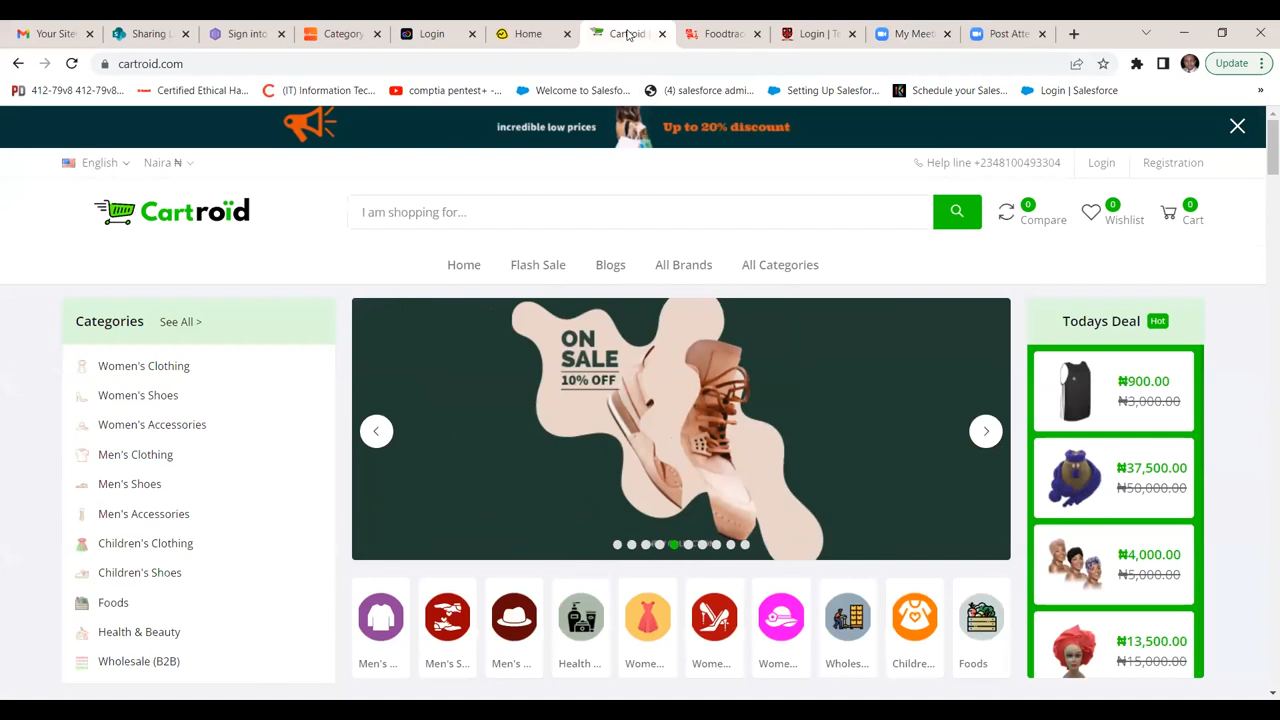 Your Site
Sharing L
Sign into
Category
Login
Home
Cartroid |
Foodtrac
Login | T
My Meet
Post Atte
cartroid.com
Update
412-79v8 412-79v8...
Certified Ethical Ha...
(IT) Information Tec...
comptia pentest+ -...
Welcome to Salesfo...
(4) salesforce admi...
Setting Up Salesfor...
Schedule your Sales...
Login | Salesforce
»
incredible low prices
Up to 20% discount
English
Naira ₦
Help line +2348100493304
Login
Registration
Cartroïd
I am shopping for...
0
Compare
0
Wishlist
0
Cart
Home
Flash Sale
Blogs
All Brands
All Categories
Categories
See All >
Women's Clothing
Women's Shoes
Women's Accessories
Men's Clothing
Men's Shoes
Men's Accessories
Children's Clothing
Children's Shoes
Foods
Health & Beauty
Wholesale (B2B)
ON
SALE
10% OFF
Men's ...
Men's S...
Men's ...
Health ...
Wome...
Wome...
Wome...
Wholes...
Childre...
Foods
Todays Deal
Hot
₦900.00
₦3,000.00
₦37,500.00
₦50,000.00
₦4,000.00
₦5,000.00
₦13,500.00
₦15,000.00